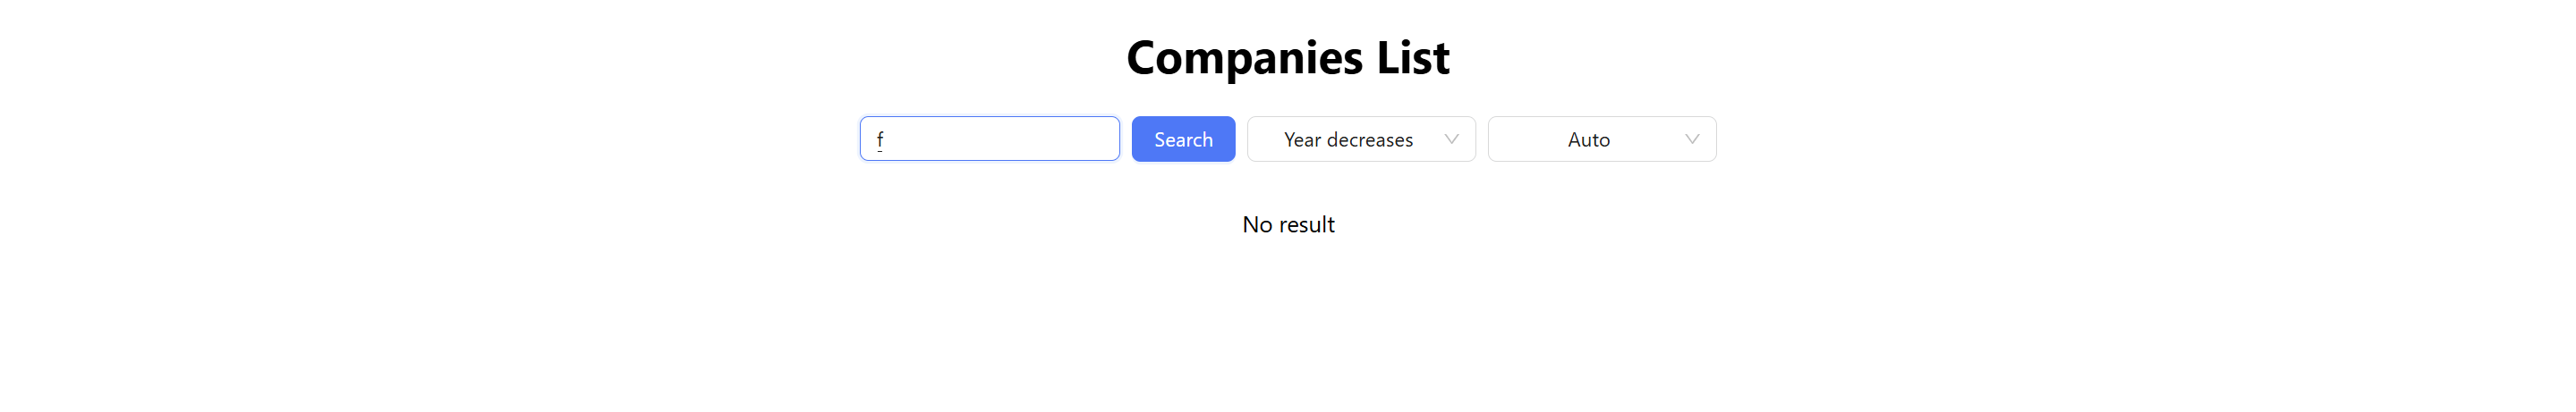 Companies List
f
Search
Year decreases
Auto
No result